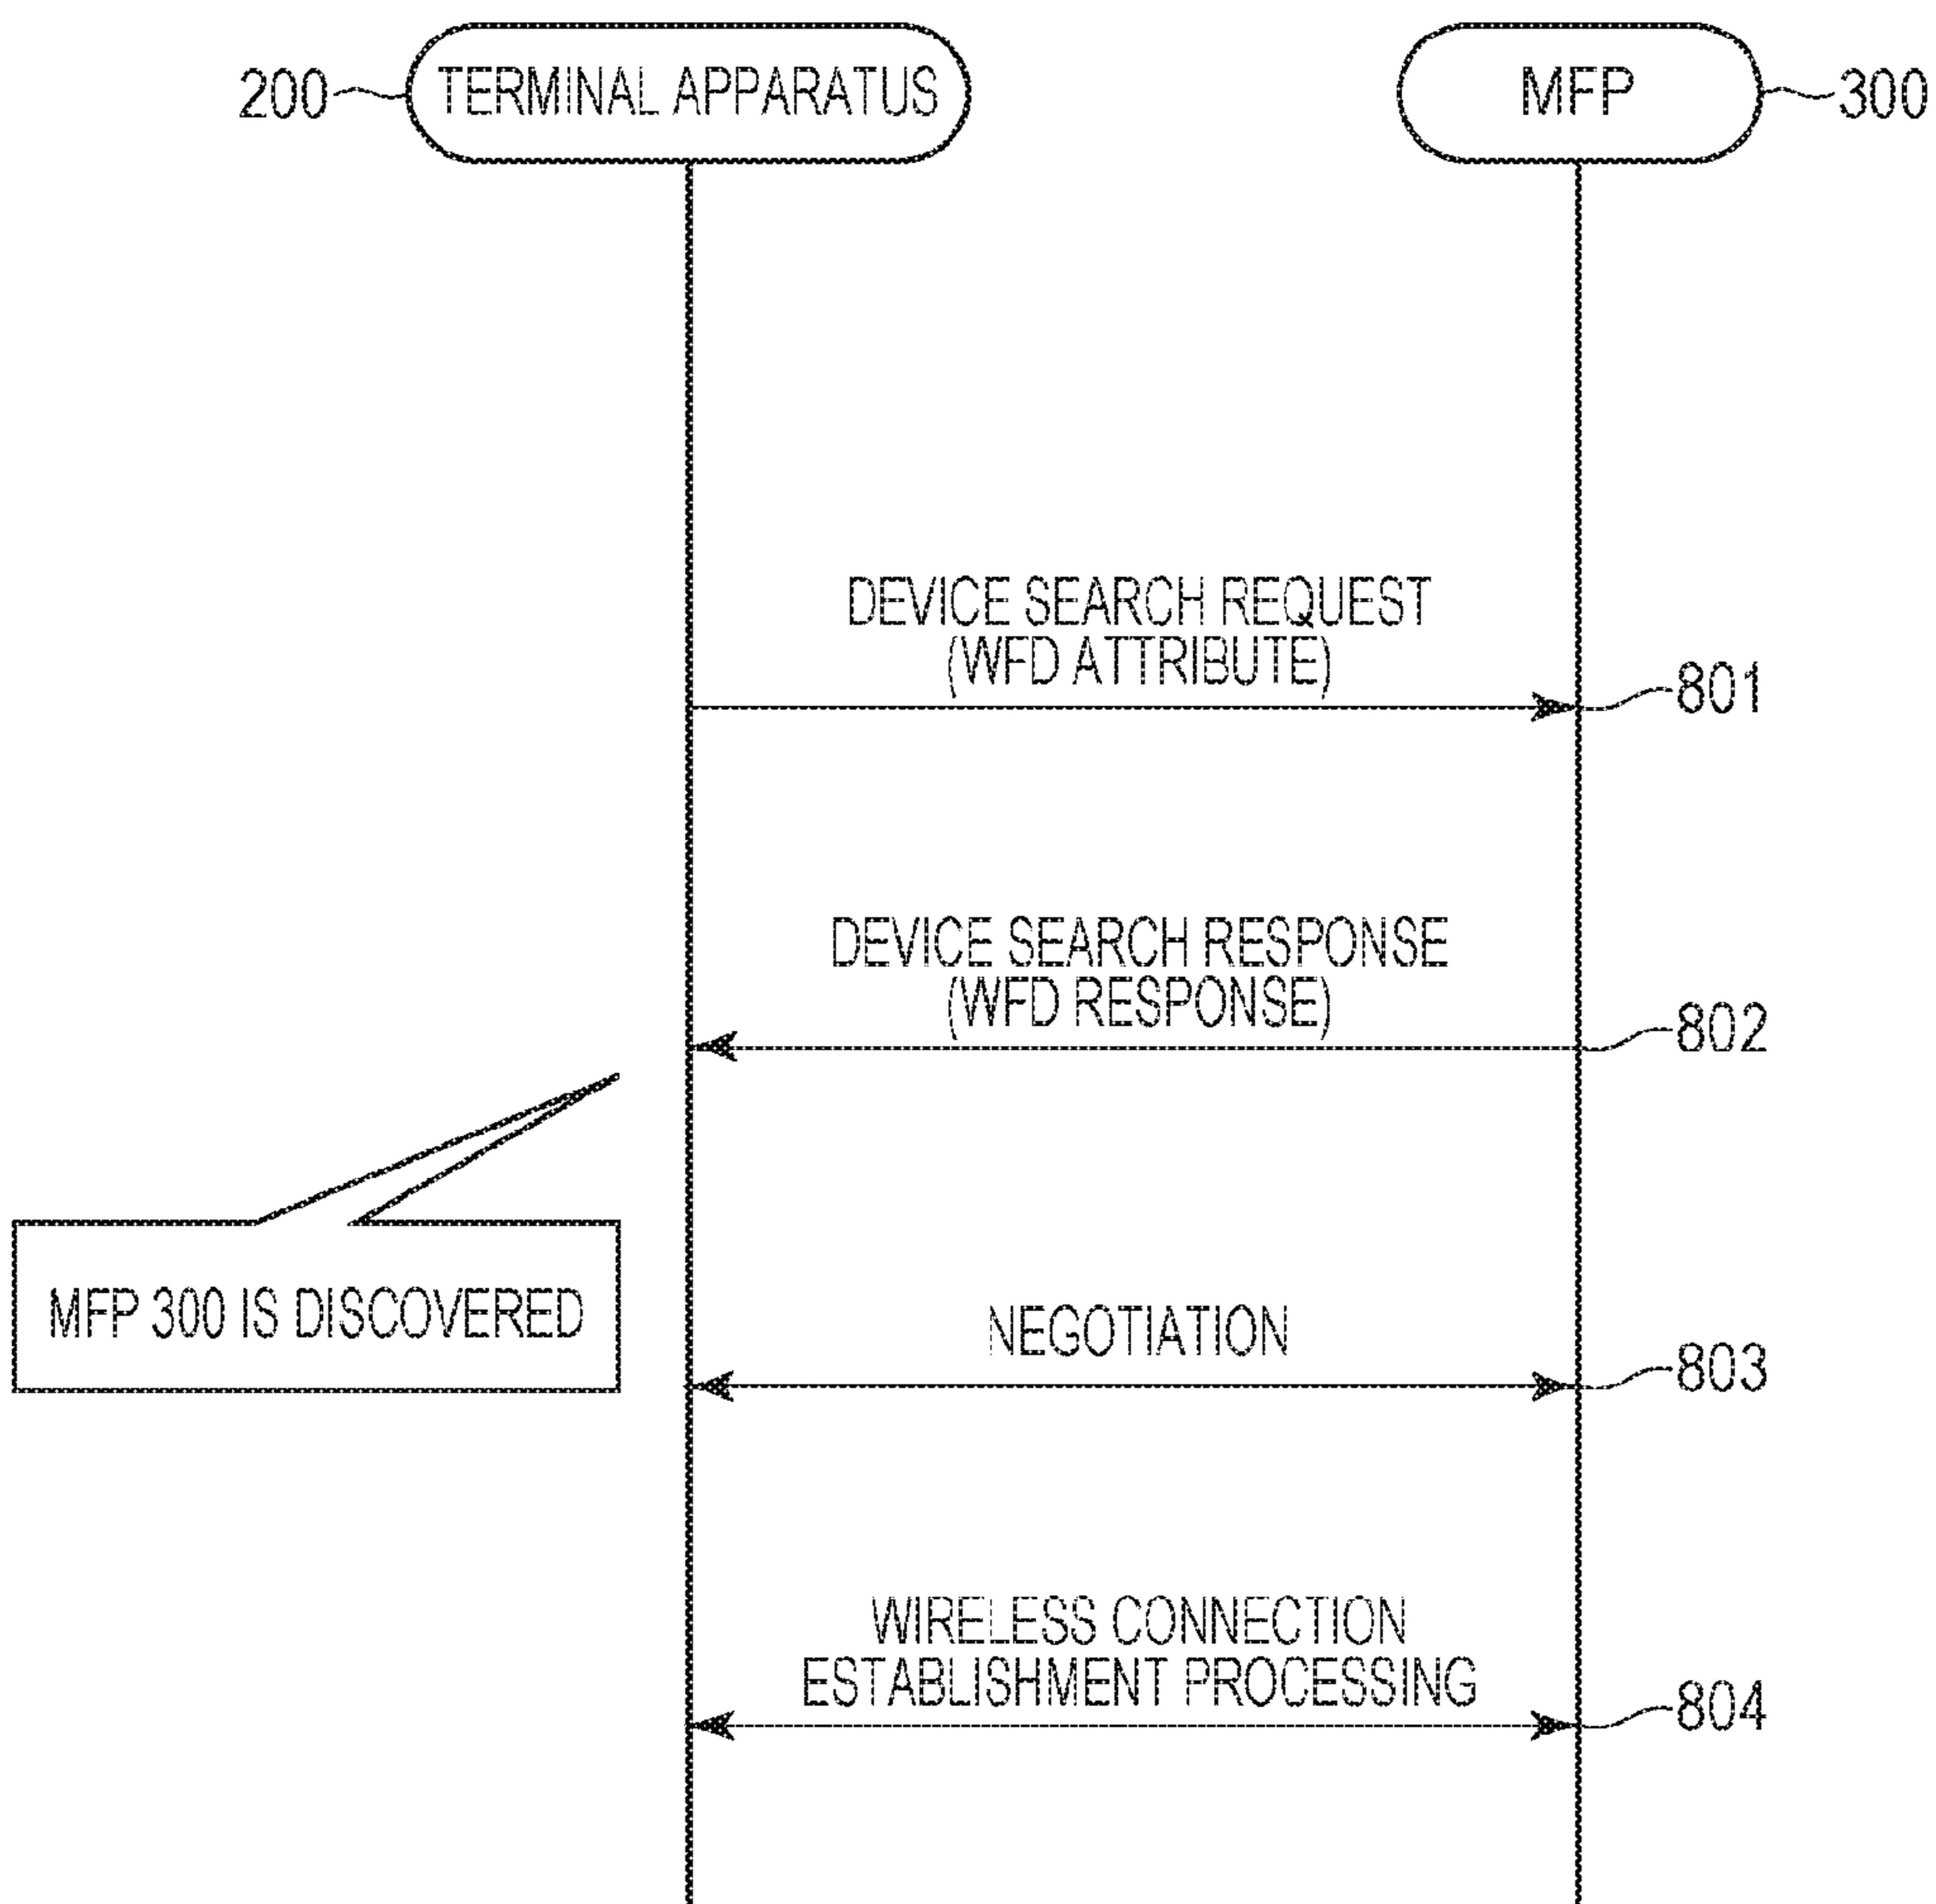 200
TERMINAL APPARATUS
MFP
300
DEVICE SEARCH REQUEST
(WFD ATTRIBUTE)
801
DEVICE SEARCH RESPONSE
(WFD RESPONSE)
802
MFP 300 IS DISCOVERED
NEGOTIATION
803
WIRELESS CONNECTION
ESTABLISHMENT PROCESSING
804